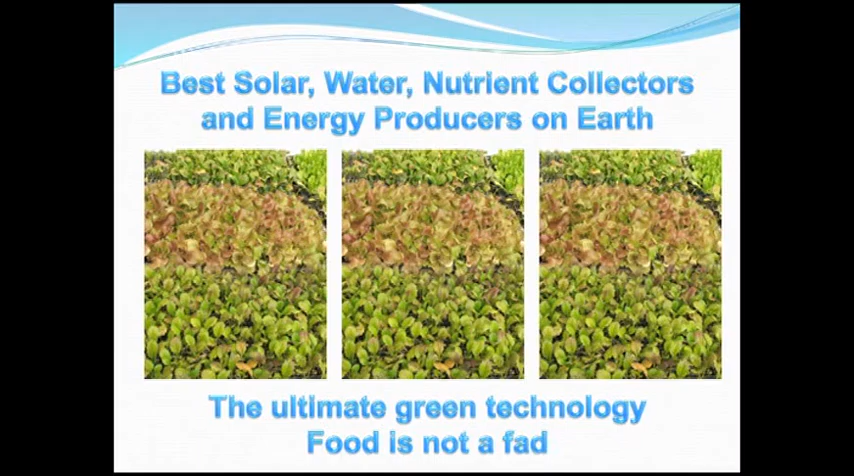 Best Solar, Water, Nutrient Collectors
and Energy Producers on Earth
The ultimate green technology
Food is not a fad